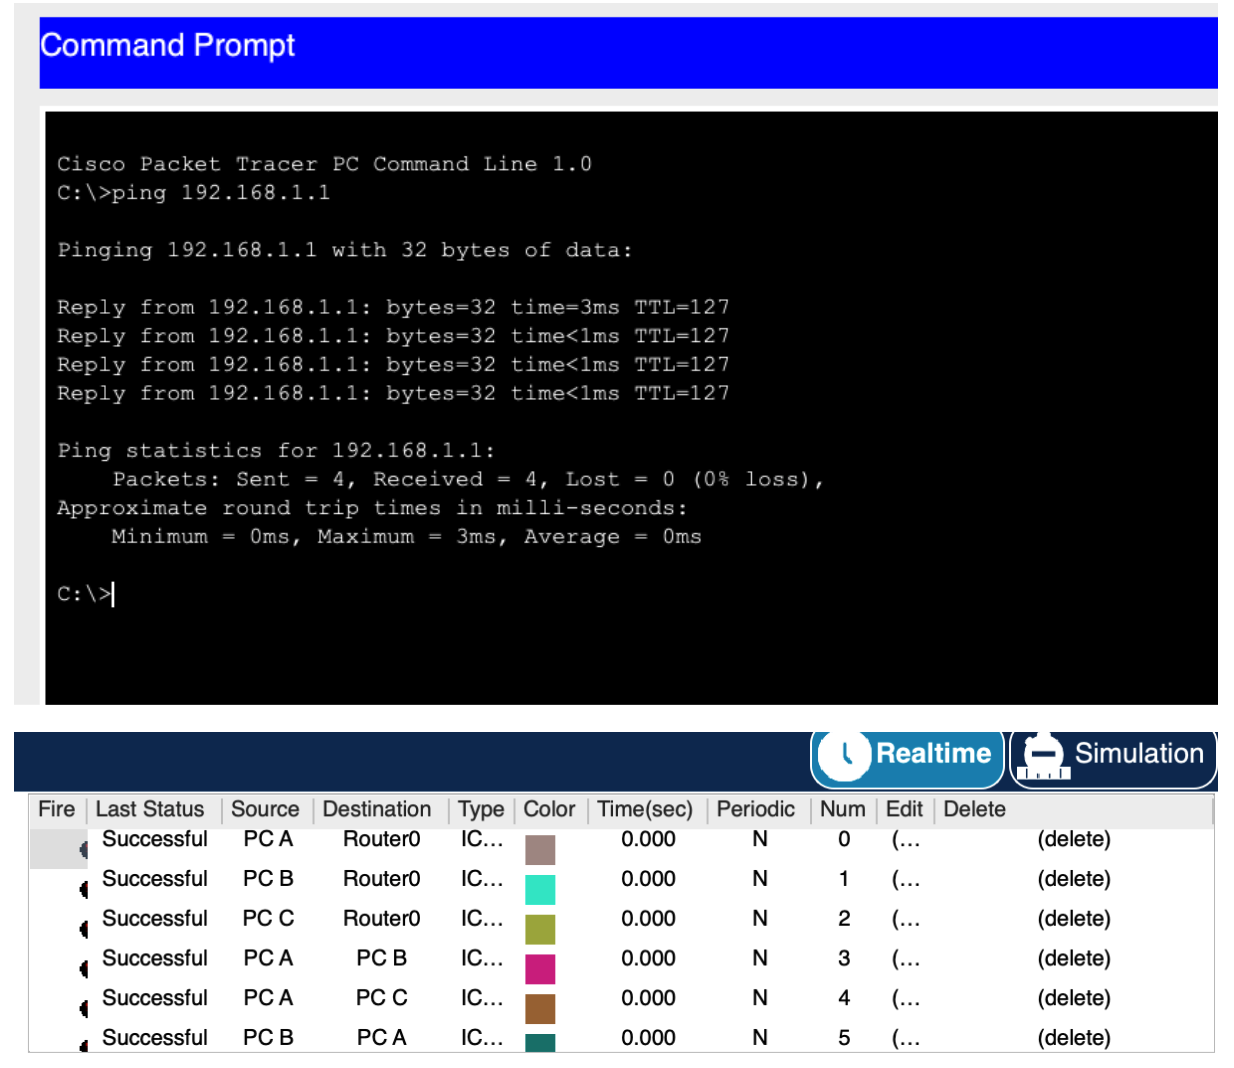 Command Prompt
Cisco Packet Tracer PC Command Line 1.0
C:\>ping 192.168.1.1
Pinging 192.168.1.1 with 32 bytes of data:
Reply from 192.168.1.1: bytes=32 time=3ms TTL=127
Reply from 192.168.1.1: bytes=32 time<1ms TTL=127
Reply from 192.168.1.1: bytes=32 time<1ms TTL=127
Reply from 192.168.1.1: bytes=32 time<1ms TTL=127
Ping statistics for 192.168.1.1:
Packets: Sent = 4, Received = 4, Lost = 0 (0% loss),
Approximate round trip times in milli-seconds:
Minimum = 0ms, Maximum = 3ms, Average = 0ms
C:\>
Realtime Simulation
Fire Last Status Source Destination Type Color Time(sec) Periodic Num Edit Delete
Successful PC A Router0 IC... 0.000 N 0 (... (delete)
Successful PC B Router0 IC... 0.000 N 1 (... (delete)
Successful PC C Router0 IC... 0.000 N 2 (... (delete)
Successful PC A PC B IC... 0.000 N 3 (... (delete)
Successful PC A PC C IC... 0.000 N 4 (... (delete)
Successful PC B PC A IC... 0.000 N 5 (... (delete)